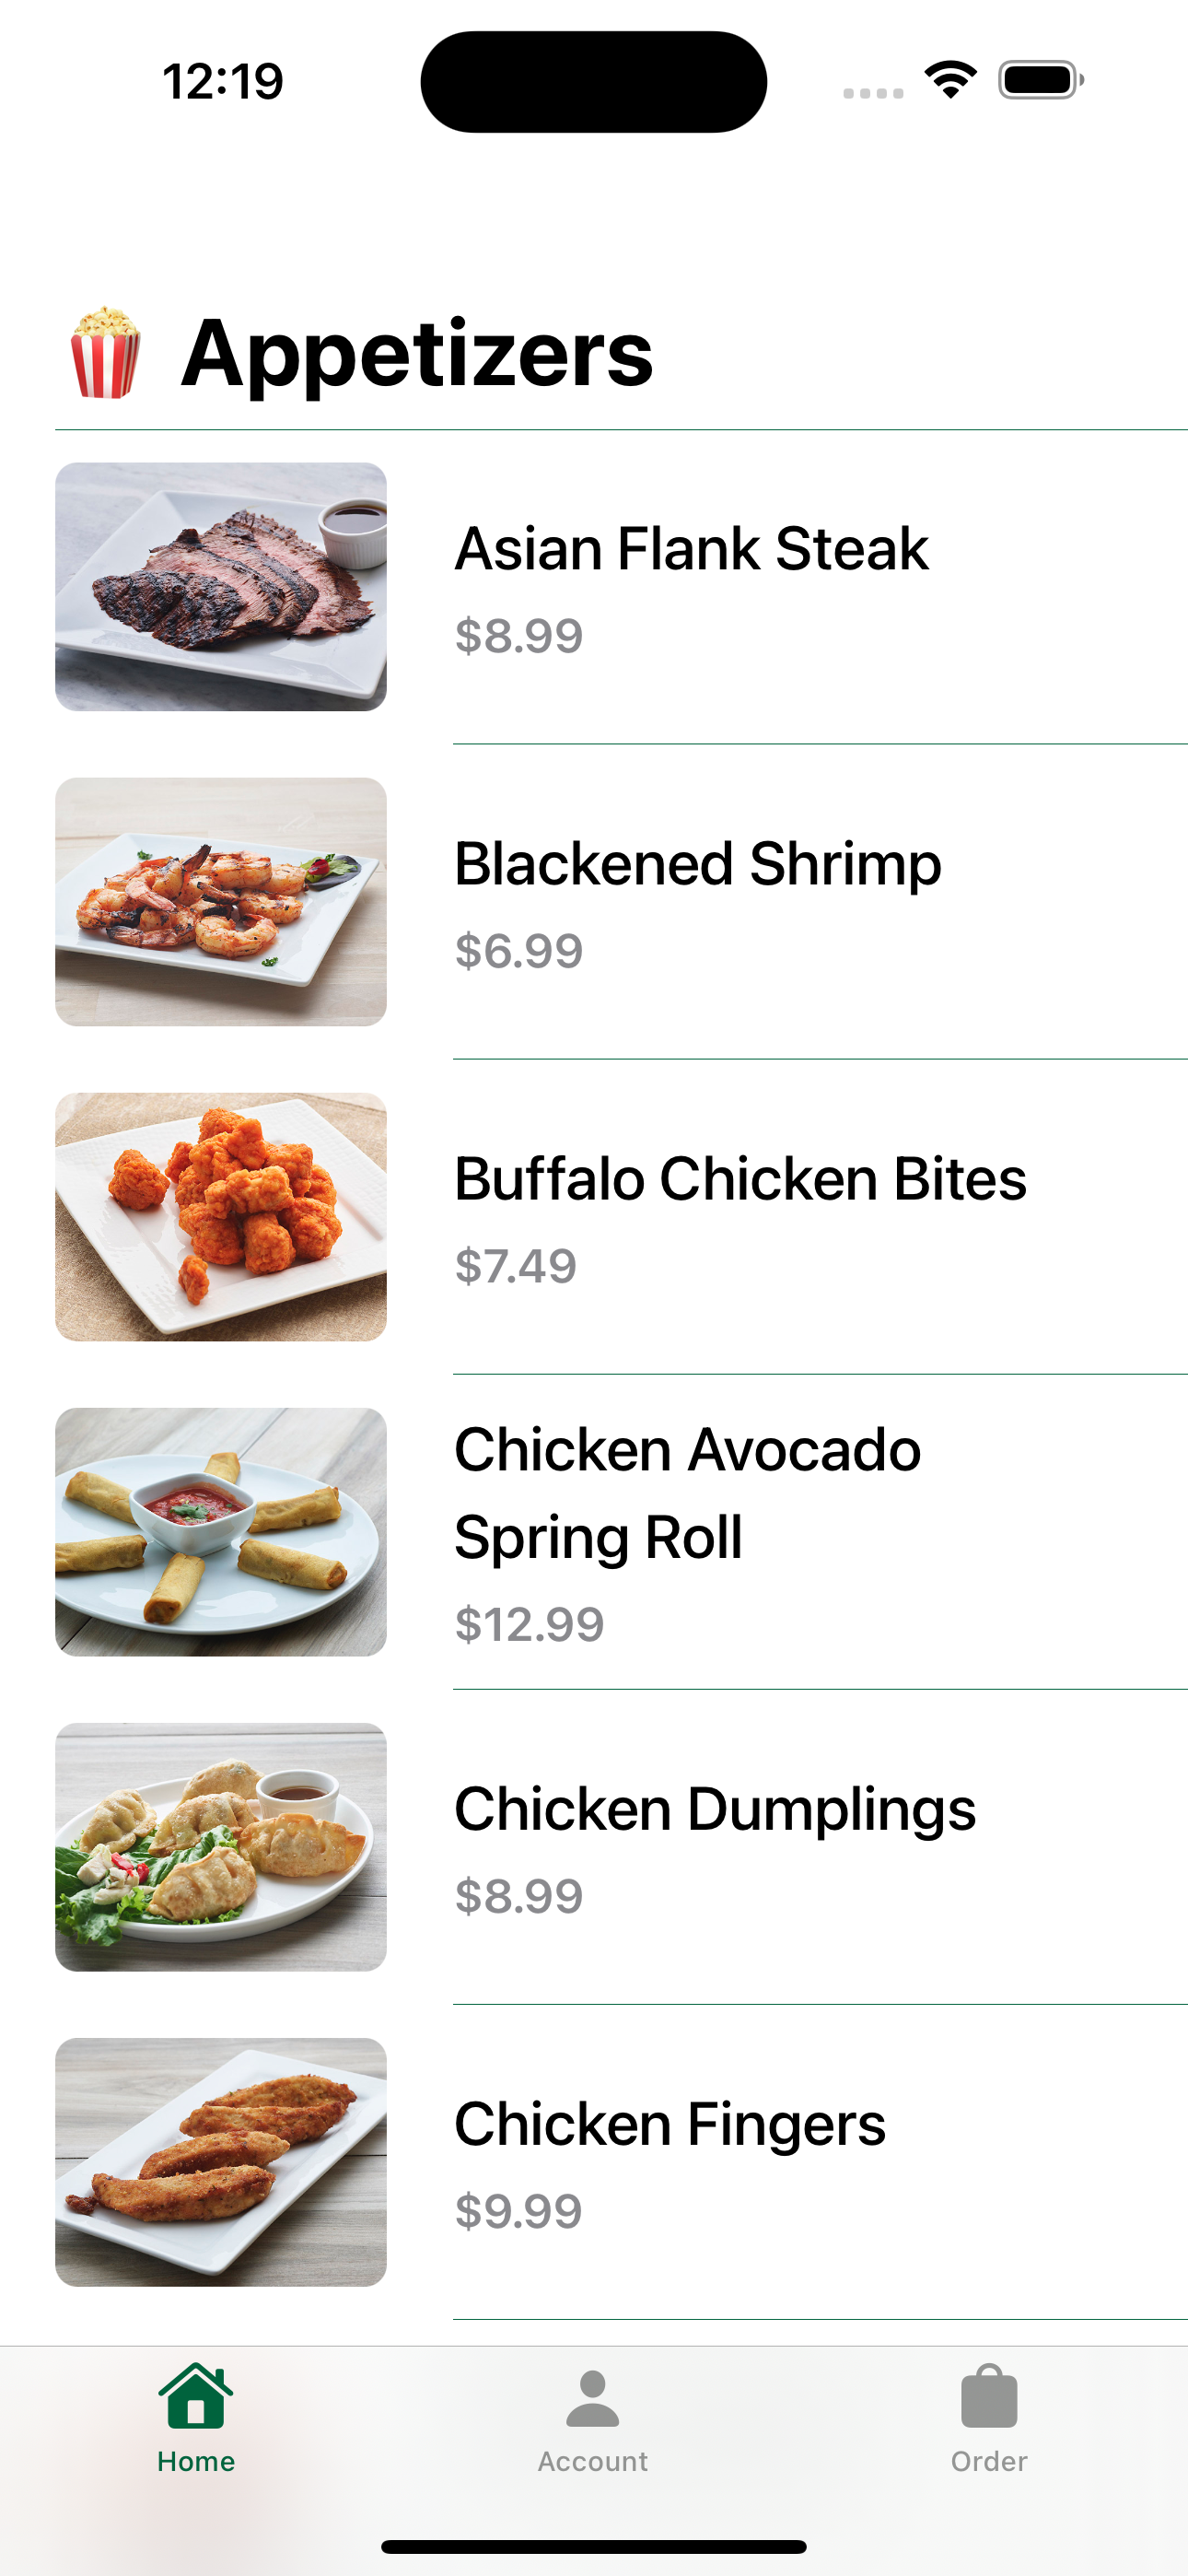 12:19
🍿 Appetizers
Asian Flank Steak
$8.99
Blackened Shrimp
$6.99
Buffalo Chicken Bites
$7.49
Chicken Avocado
Spring Roll
$12.99
Chicken Dumplings
$8.99
Chicken Fingers
$9.99
Home
Account
Order